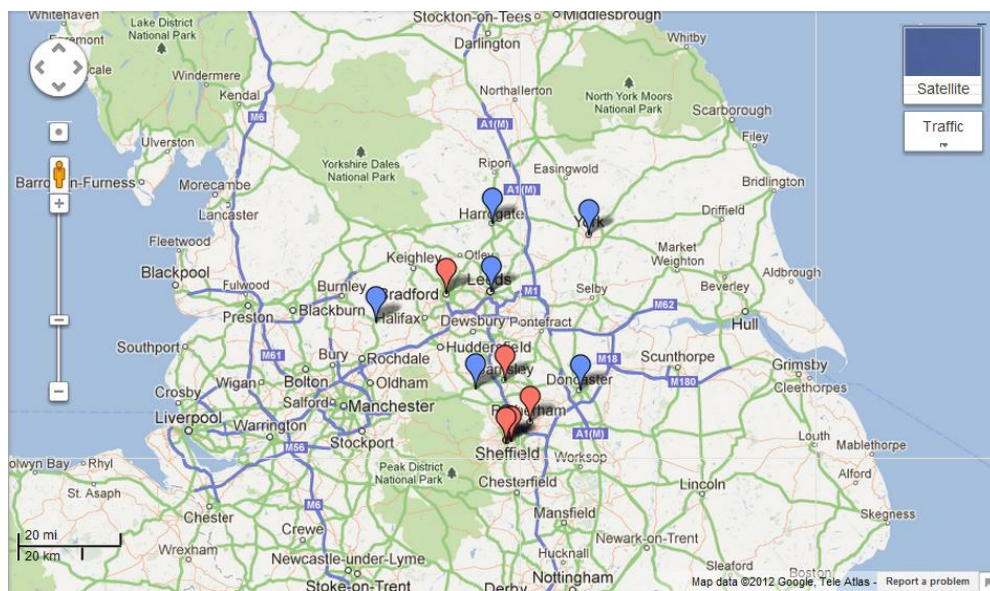 Whitehaven
Lake District
National Park
Stockton-on-Tees
Middlesbrough
Darlington
Whitby
Windermere
Kendal
Northallerton
North York Moors
National Park
Satellite
M6
A1(M)
Scarborough
Traffic
Ulverston
Yorkshire Dales
National Park
Filey
Ripon
Easingwold
Morecambe
A1(M)
Bridlington
Lancaster
Harrogate
York
Driffield
Fleetwood
Market
Weighton
Keighley
Otley
Blackpool
Fulwood
Burnley
Bradford
Leeds
M1
Selby
Beverley
Aldbrough
Preston
Blackburn
Halifax
Dewsbury
Pontefract
M62
Hull
Southport
M61
Bury
Rochdale
Huddersfield
M18
Scunthorpe
Grimsby
Wigan
Bolton
Oldham
Barnsley
Doncaster
M180
Cleethorpes
Crosby
Salford
Manchester
Rotherham
Liverpool
Warrington
Stockport
M56
Sheffield
A1(M)
Worksop
Louth
Mablethorpe
olwyn Bay
Rhyl
Peak District
National Park
Chesterfield
Lincoln
Alford
St. Asaph
M6
Chester
Mansfield
Skegness
20 mi
20 km
Crewe
Wrexham
Newcastle-under-Lyme
Hucknall
Newark-on-Trent
Sleaford
Boston
Stoke-on-Trent
Derby
Nottingham
Map data ©2012 Google, Tele Atlas -
Report a problem